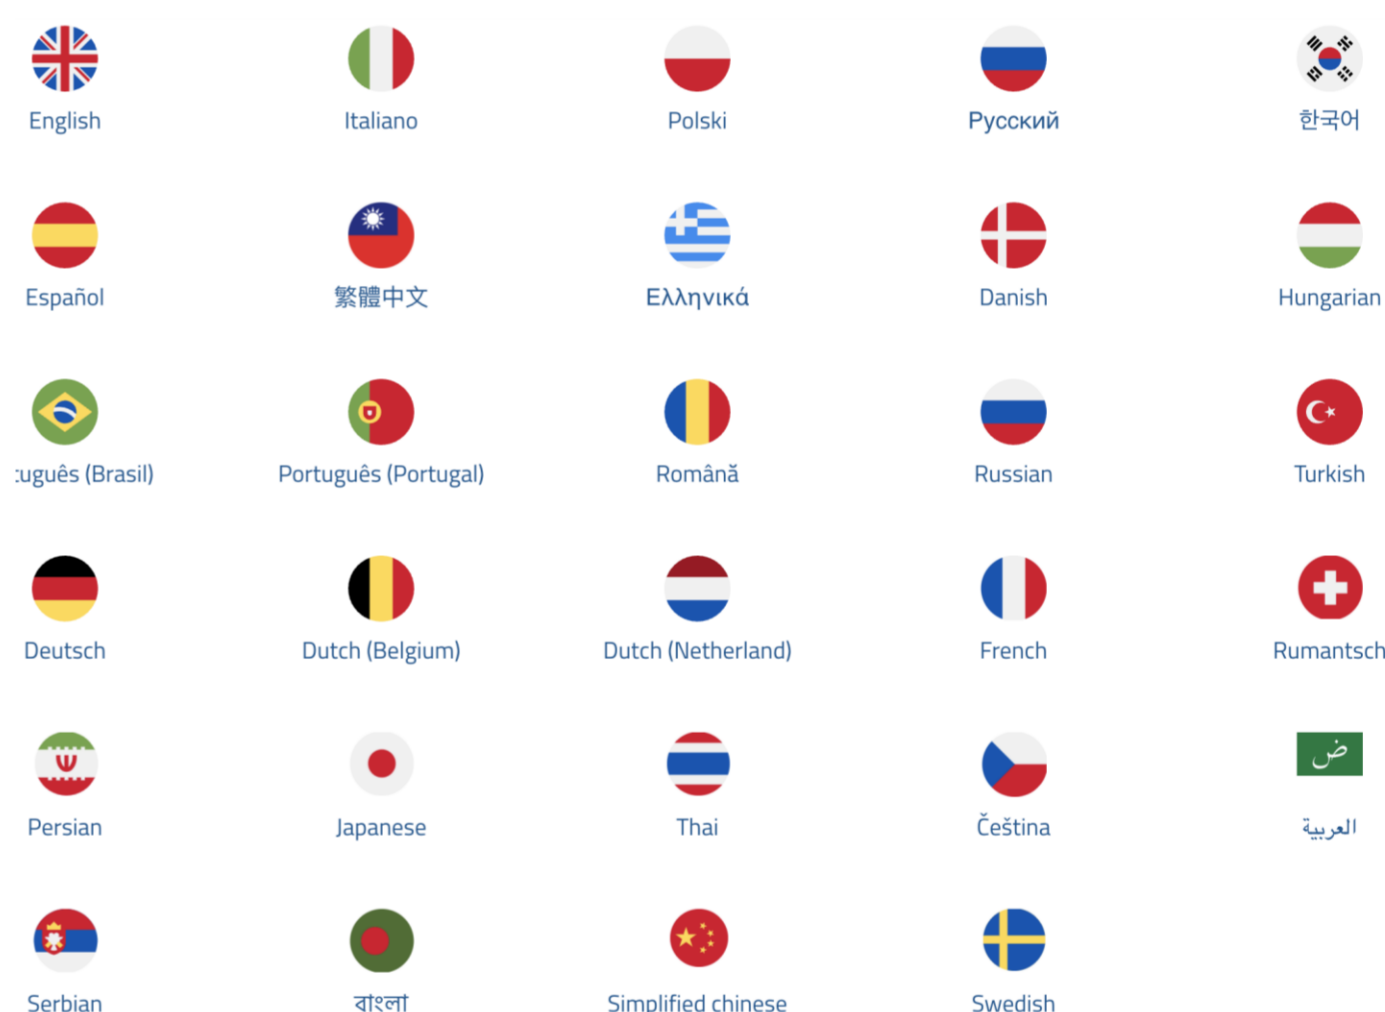 English
Italiano
Polski
Русский
한국어
Español
繁體中文
Ελληνικά
Danish
Hungarian
tuguês (Brasil)
Português (Portugal)
Română
Russian
Turkish
Deutsch
Dutch (Belgium)
Dutch (Netherland)
French
Rumantsch
Persian
Japanese
Thai
Čeština
ض
العربية
Serbian
বাংলা
Simplified chinese
Swedish